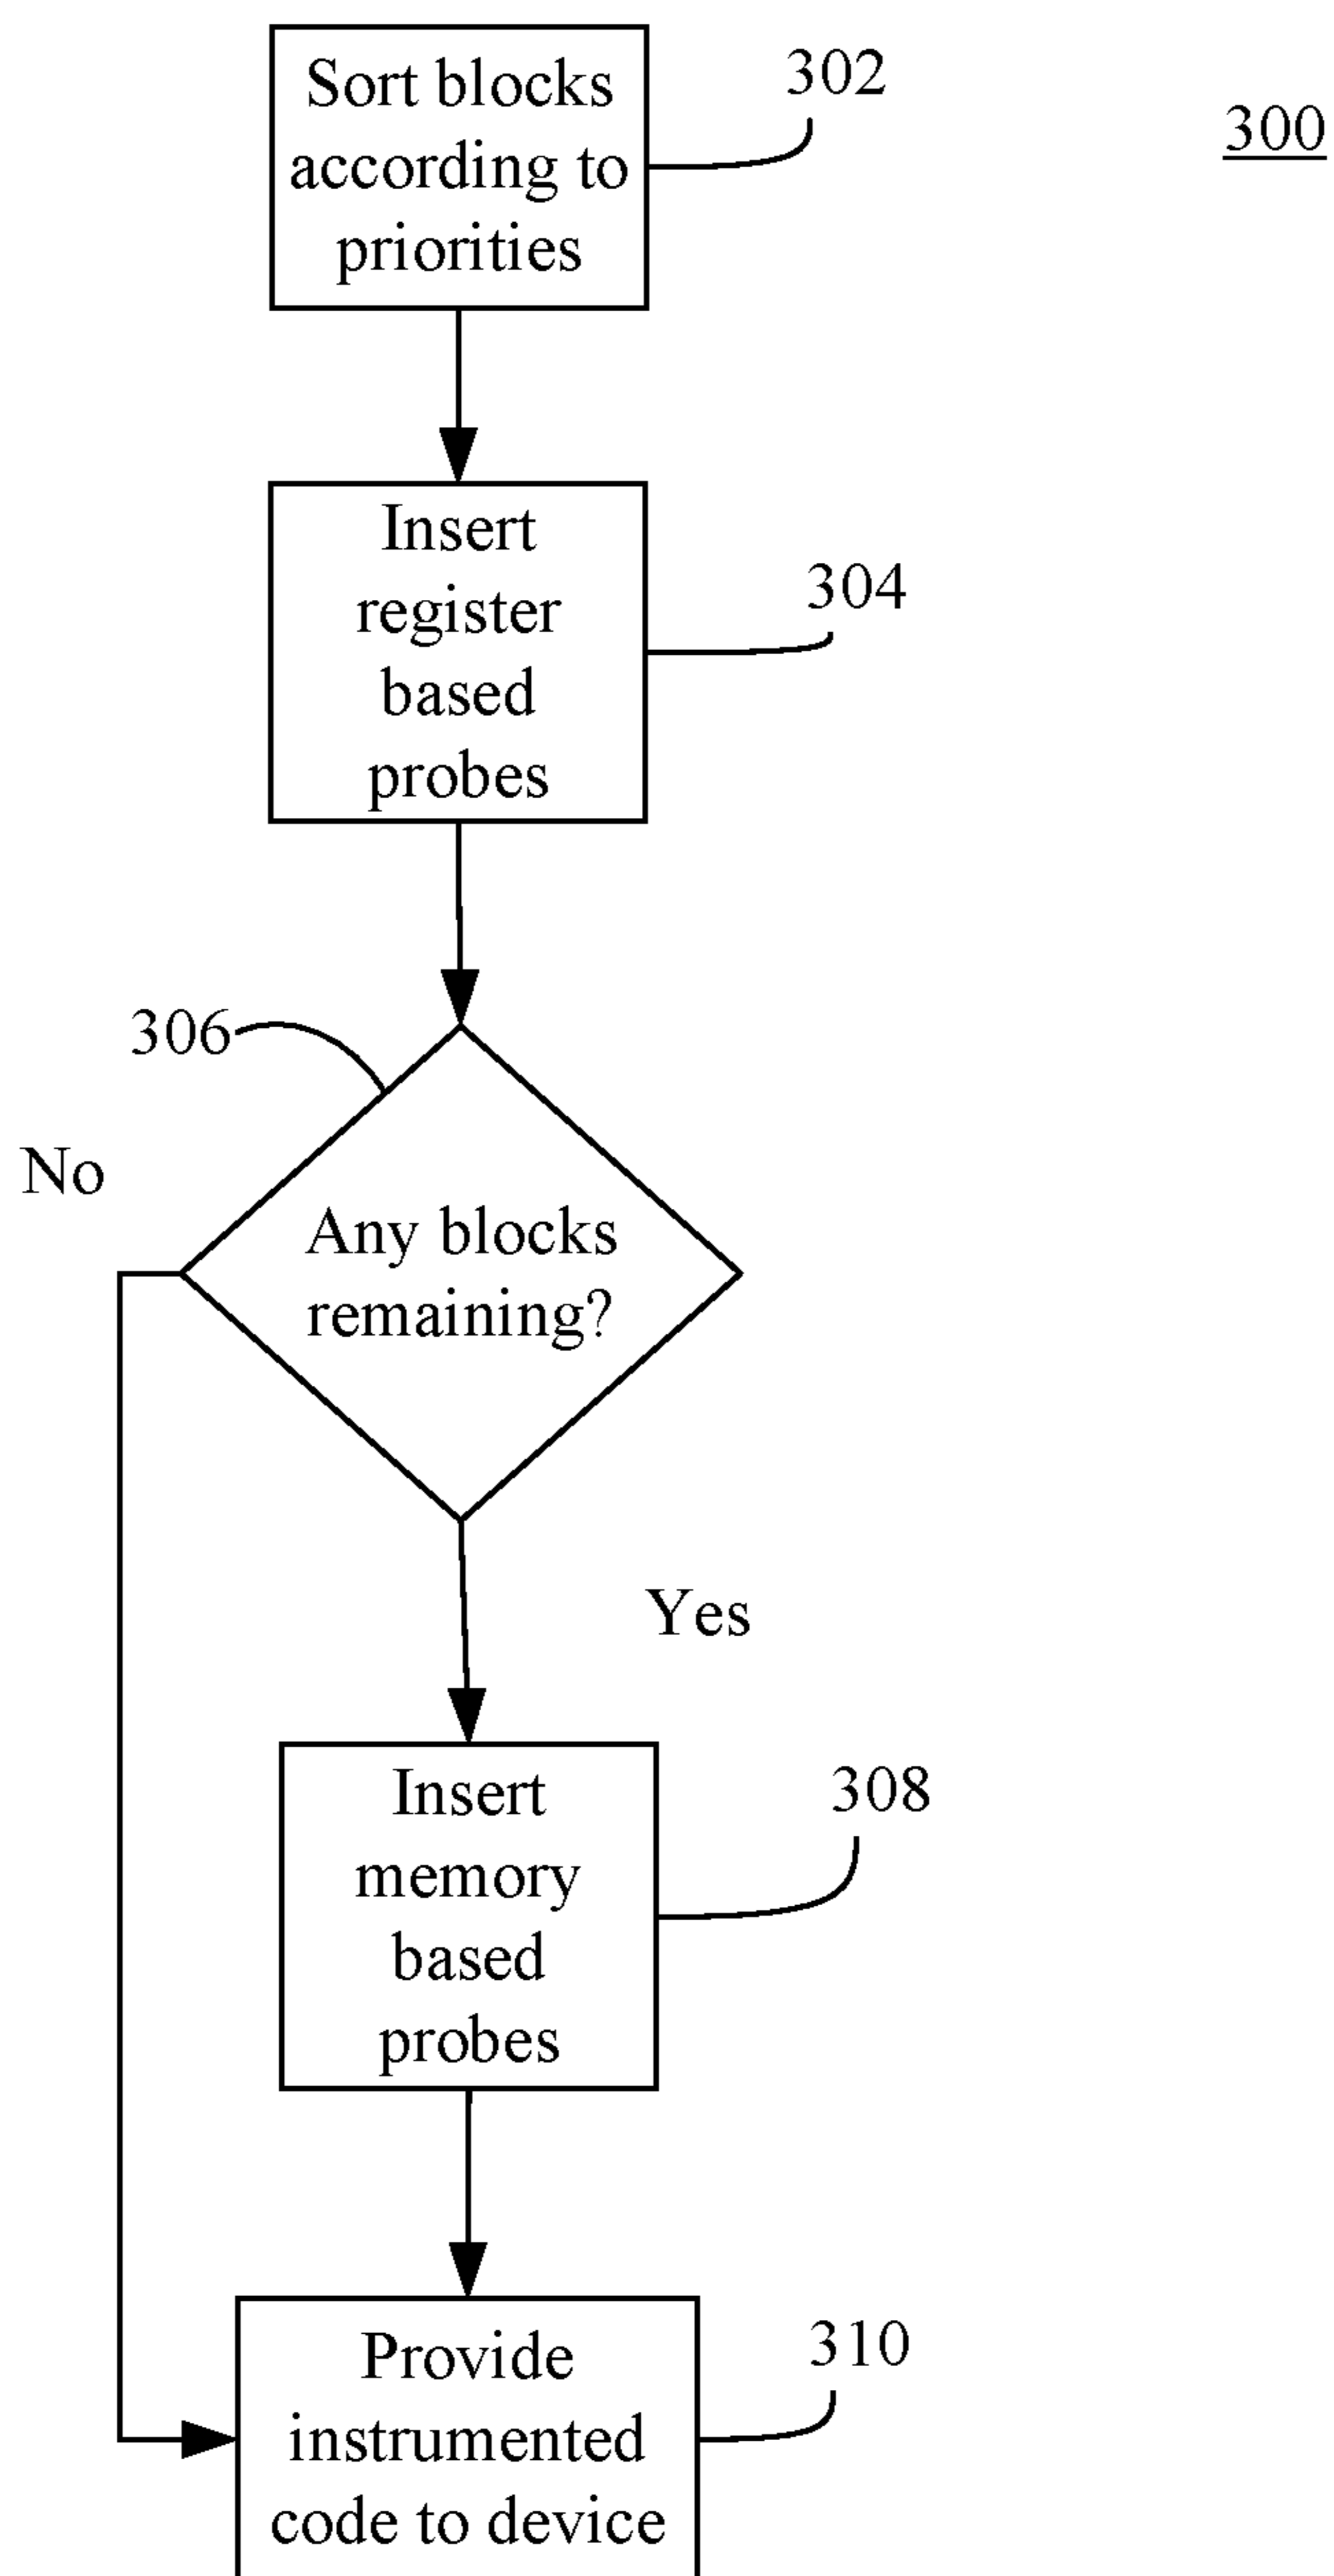 Sort blocks
according to
priorities
302
300
Insert
register
based
probes
304
306
No
Any blocks
remaining?
Yes
Insert
memory
based
probes
308
Provide
instrumented
code to device
310